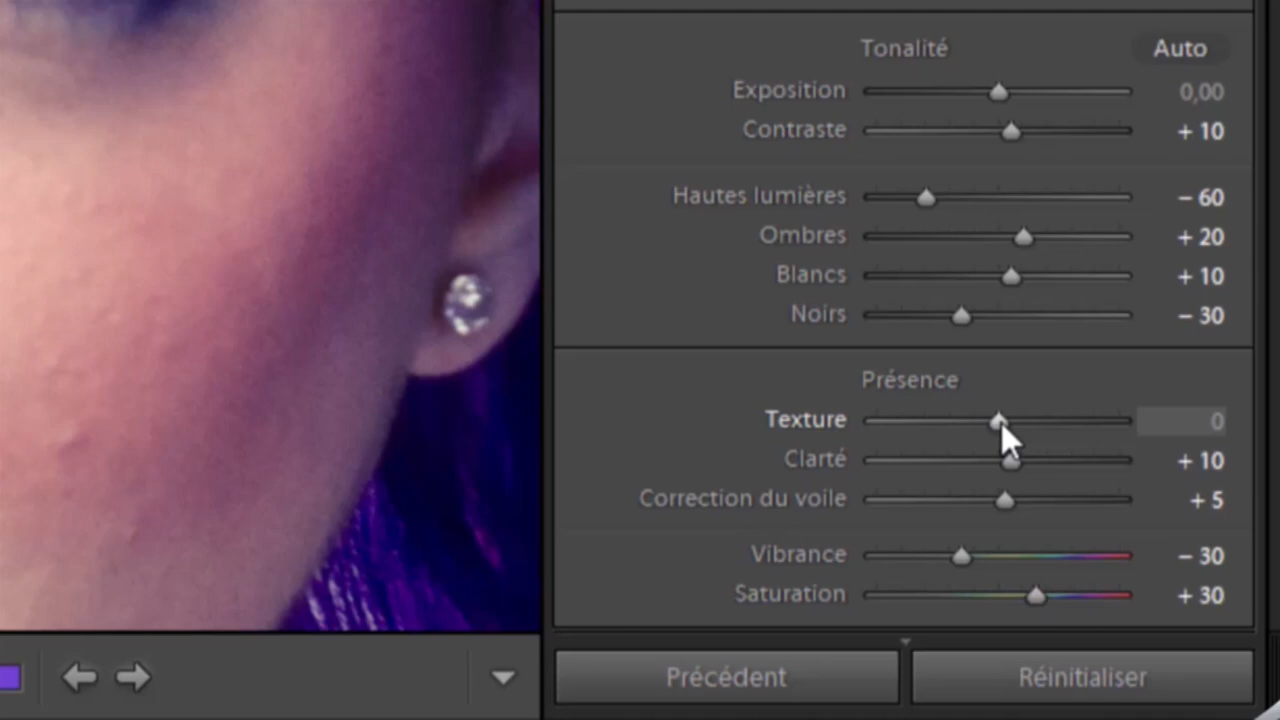 Tonalité Auto
Exposition 0,00
Contraste + 10
Hautes lumières – 60
Ombres + 20
Blancs + 10
Noirs – 30
Présence
Texture 0
Clarté + 10
Correction du voile + 5
Vibrance – 30
Saturation + 30
Précédent Réinitialiser